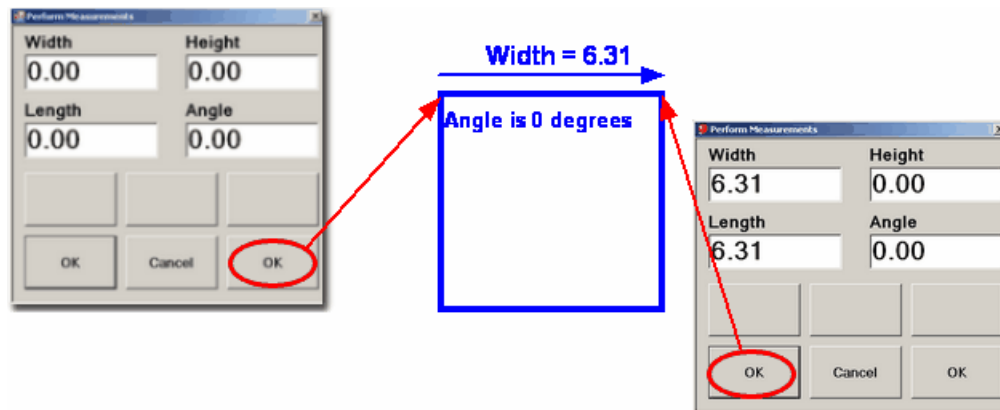 Perform Measurements
Width Height
0.00 0.00
Length Angle
0.00 0.00
OK Cancel OK
Width = 6.31
Angle is 0 degrees
Perform Measurements
Width Height
6.31 0.00
Length Angle
6.31 0.00
OK Cancel OK